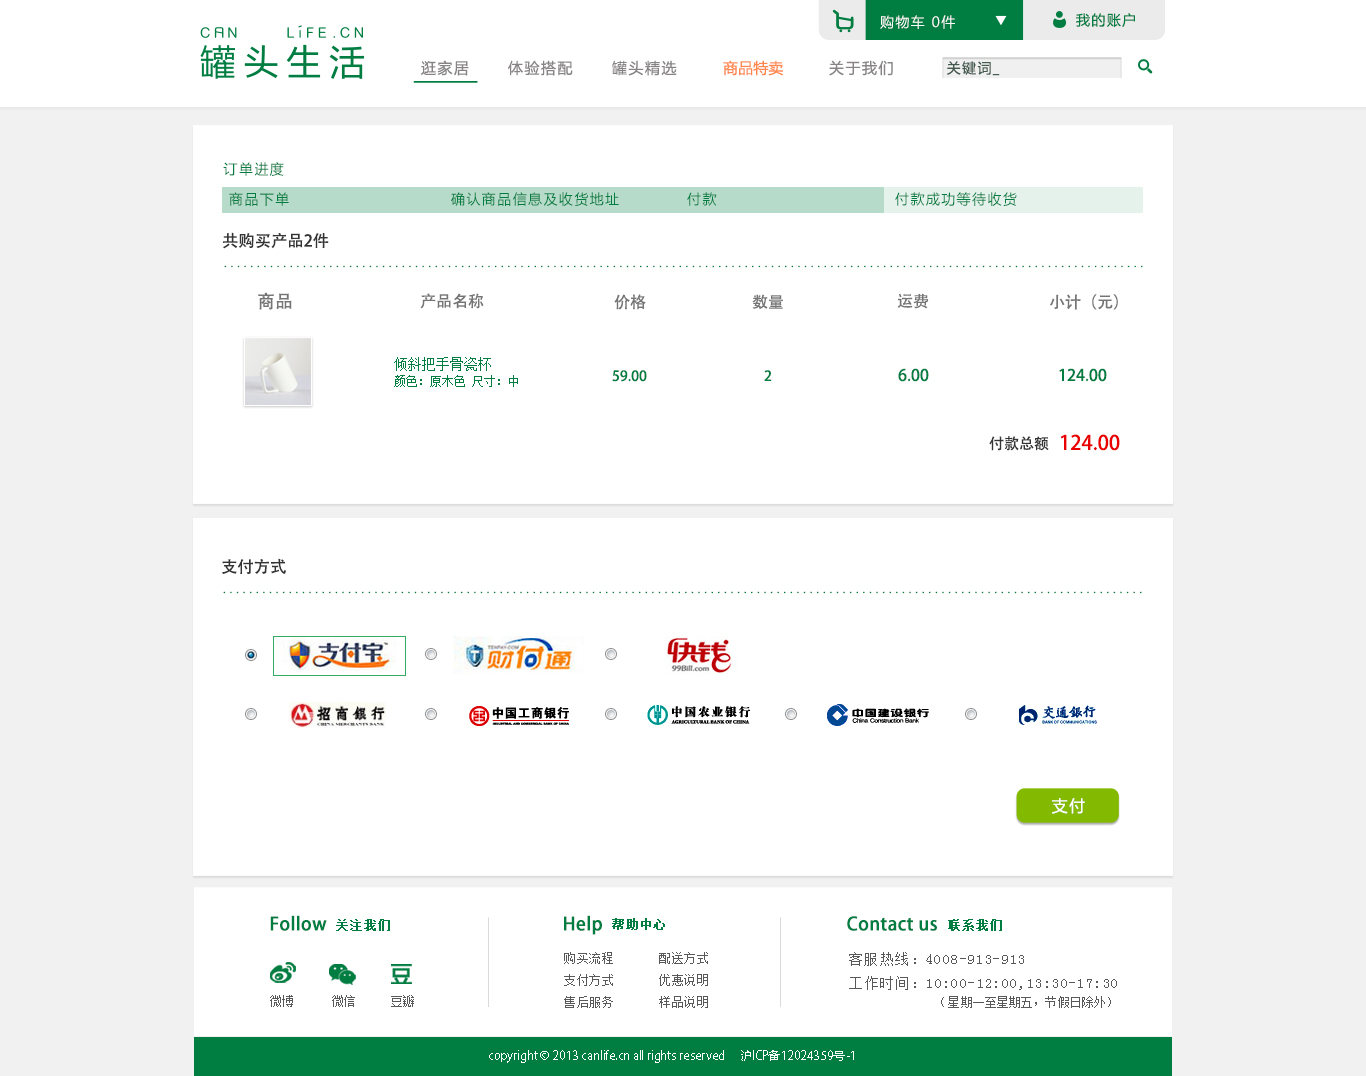 购物车 0件 ▼
我的账户
CAN LiFE.CN
罐头生活
逛家居 体验搭配 罐头精选 商品特卖 关于我们
关键词_
订单进度
商品下单 确认商品信息及收货地址 付款 付款成功等待收货
共购买产品2件
商品 产品名称 价格 数量 运费 小计（元）
倾斜把手骨瓷杯
颜色：原木色 尺寸：中
59.00 2 6.00 124.00
付款总额 124.00
支付方式
支付宝
TENPAY.COM
财付通
快钱
99Bill.com
招商银行
CHINA MERCHANTS BANK
中国工商银行
INDUSTRIAL AND COMMERCIAL BANK OF CHINA
中国农业银行
AGRICULTURAL BANK OF CHINA
中国建设银行
China Construction Bank
交通银行
BANK OF COMMUNICATIONS
支付
Follow 关注我们
微博 微信 豆瓣
Help 帮助中心
购买流程 配送方式
支付方式 优惠说明
售后服务 样品说明
Contact us 联系我们
客服热线：4008-913-913
工作时间：10:00-12:00,13:30-17:30
（星期一至星期五，节假日除外）
copyright© 2013 canlife.cn all rights reserved 沪ICP备12024359号-1